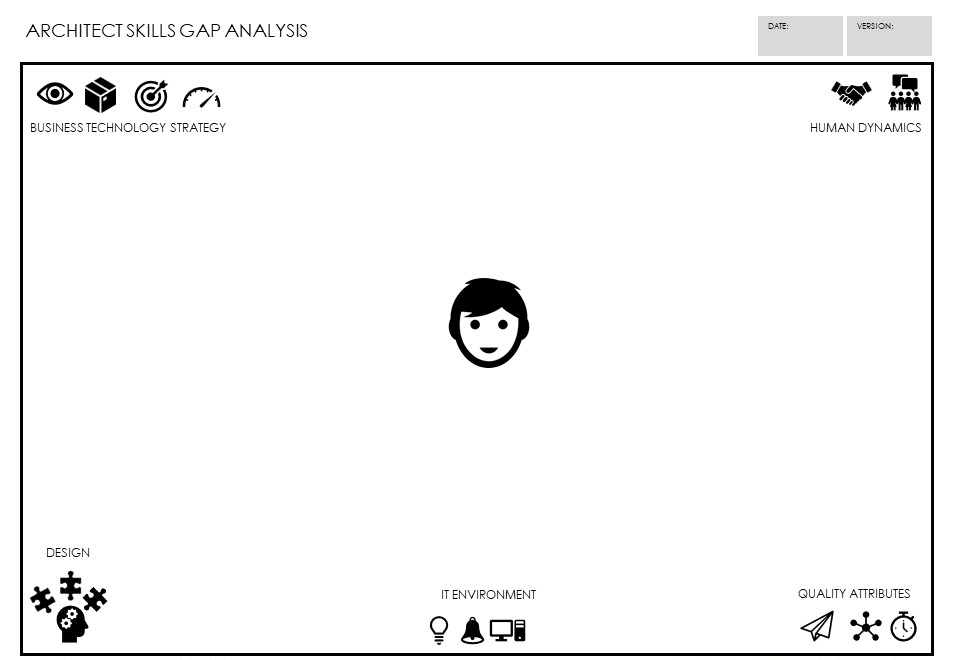 ARCHITECT SKILLS GAP ANALYSIS
DATE:
VERSION:
BUSINESS TECHNOLOGY STRATEGY
HUMAN DYNAMICS
DESIGN
IT ENVIRONMENT
QUALITY ATTRIBUTES